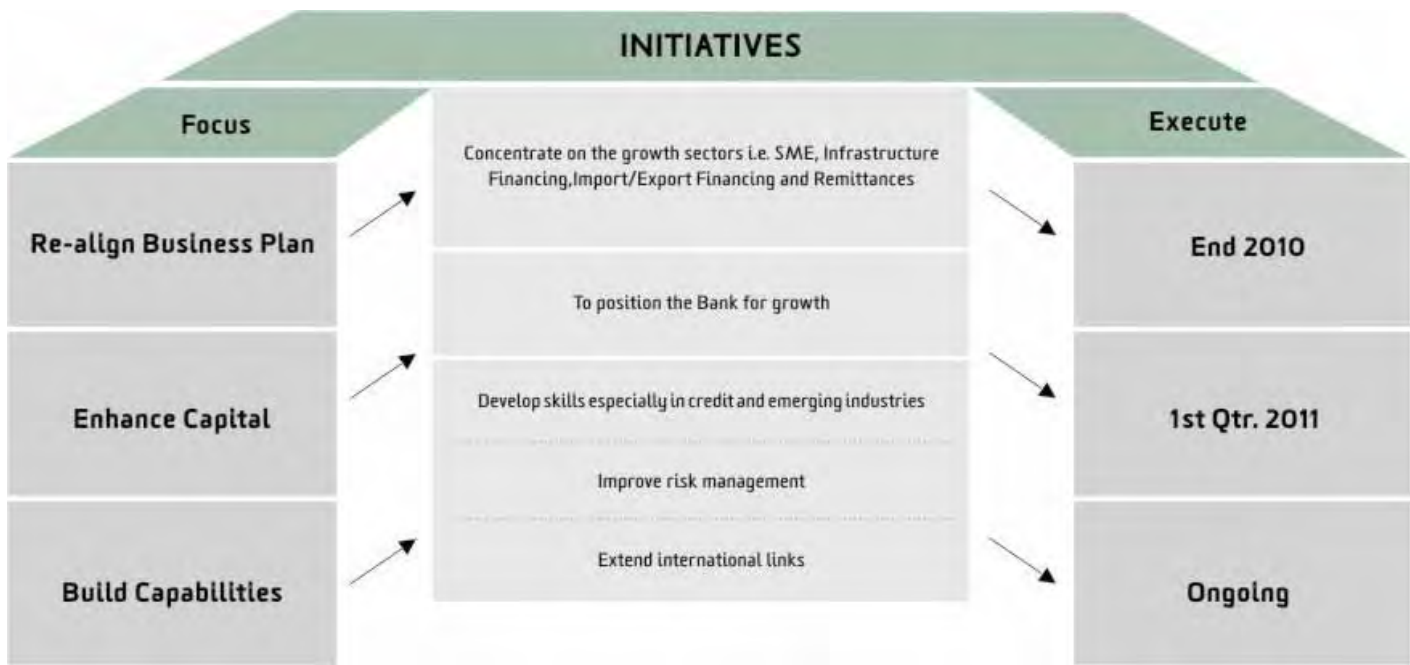 INITIATIVES
Focus
Execute
Re-align Business Plan
Concentrate on the growth sectors i.e. SME, Infrastructure
Financing,Import/Export Financing and Remittances
End 2010
Enhance Capital
To position the Bank for growth
1st Qtr. 2011
Build Capabilities
Develop skills especially in credit and emerging industries
Improve risk management
Extend international links
Ongoing